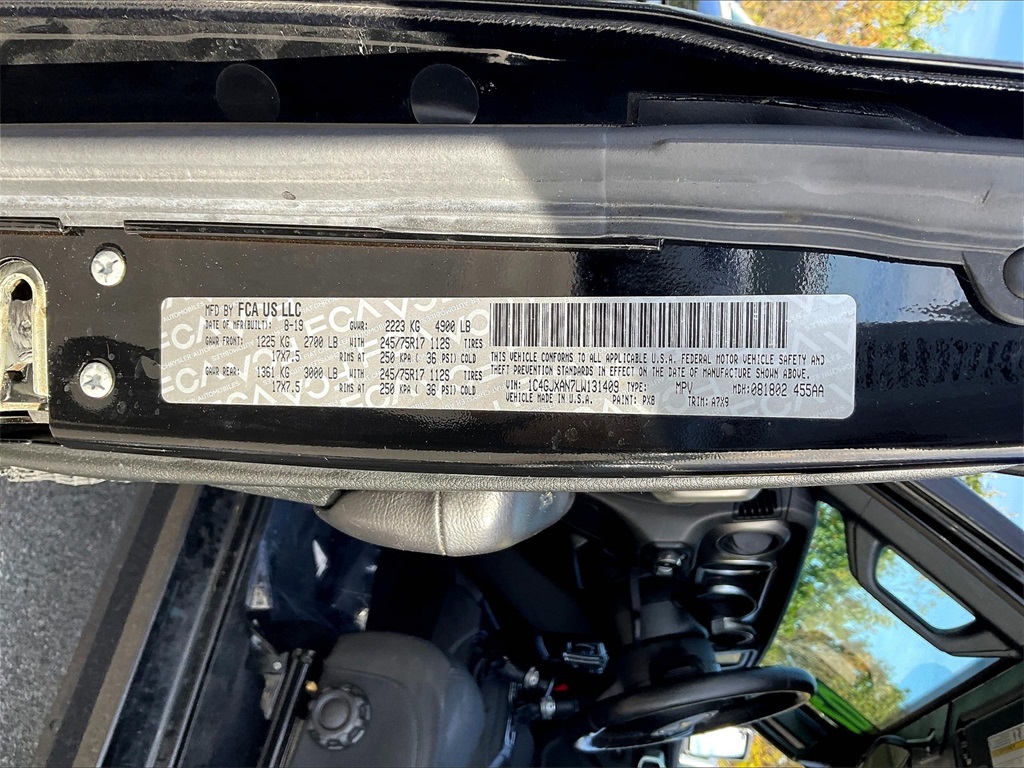 MFD BY FCA US LLC
DATE OF MFR(BUILT): 8-19 GVWR: 2223 KG 4900 LB
GAWR FRONT: 1225 KG 2700 LB WITH 245/75R17 112S TIRES
17X7.5 RIMS AT 250 KPA ( 36 PSI) COLD
GAWR REAR: 1361 KG 3000 LB WITH 245/75R17 112S TIRES
17X7.5 RIMS AT 250 KPA ( 36 PSI) COLD
THIS VEHICLE CONFORMS TO ALL APPLICABLE U.S.A. FEDERAL MOTOR VEHICLE SAFETY AND
THEFT PREVENTION STANDARDS IN EFFECT ON THE DATE OF MANUFACTURE SHOWN ABOVE.
VIN: 1C4GJXAN7LW131409 TYPE: MPV MDH: 081802 455AA
VEHICLE MADE IN U.S.A. PAINT: PX8 TRIM: A7X9